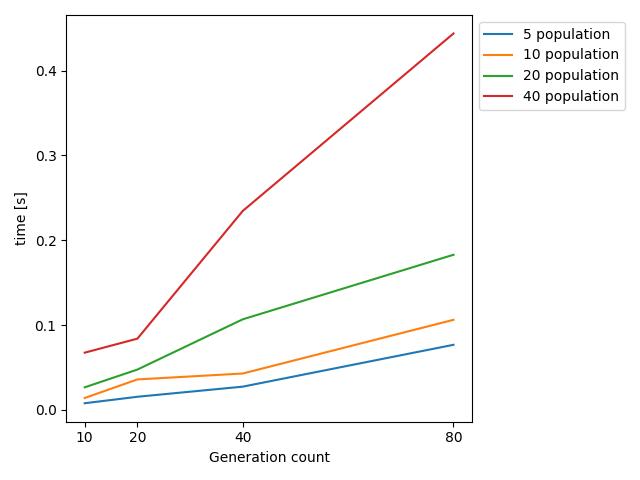 5 population
10 population
20 population
40 population
0.4
0.3
0.2
0.1
0.0
time [s]
10 20 40 80
Generation count